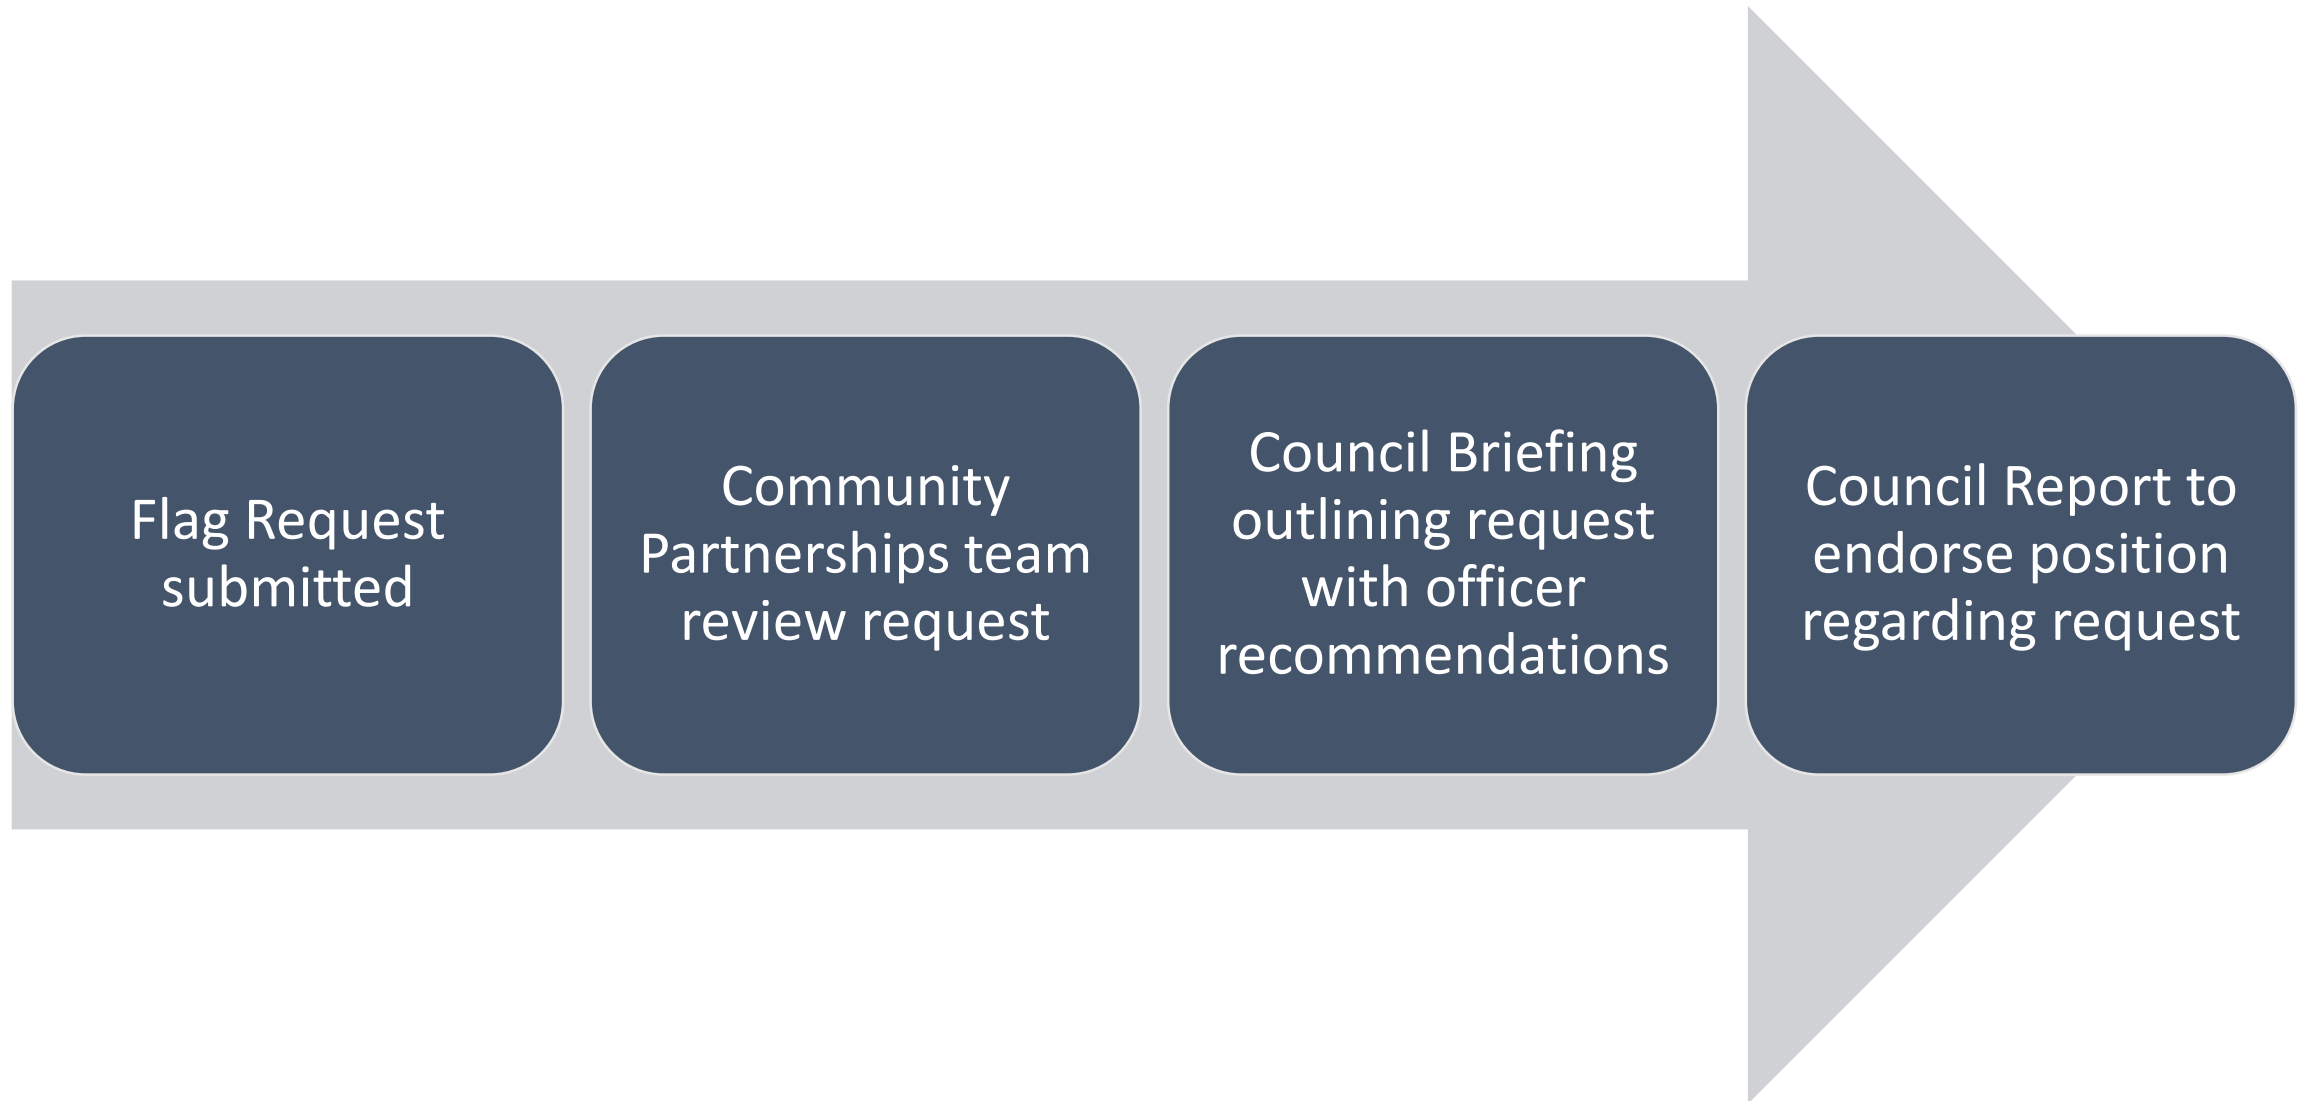 Flag Request
submitted
Community
Partnerships team
review request
Council Briefing
outlining request
with officer
recommendations
Council Report to
endorse position
regarding request